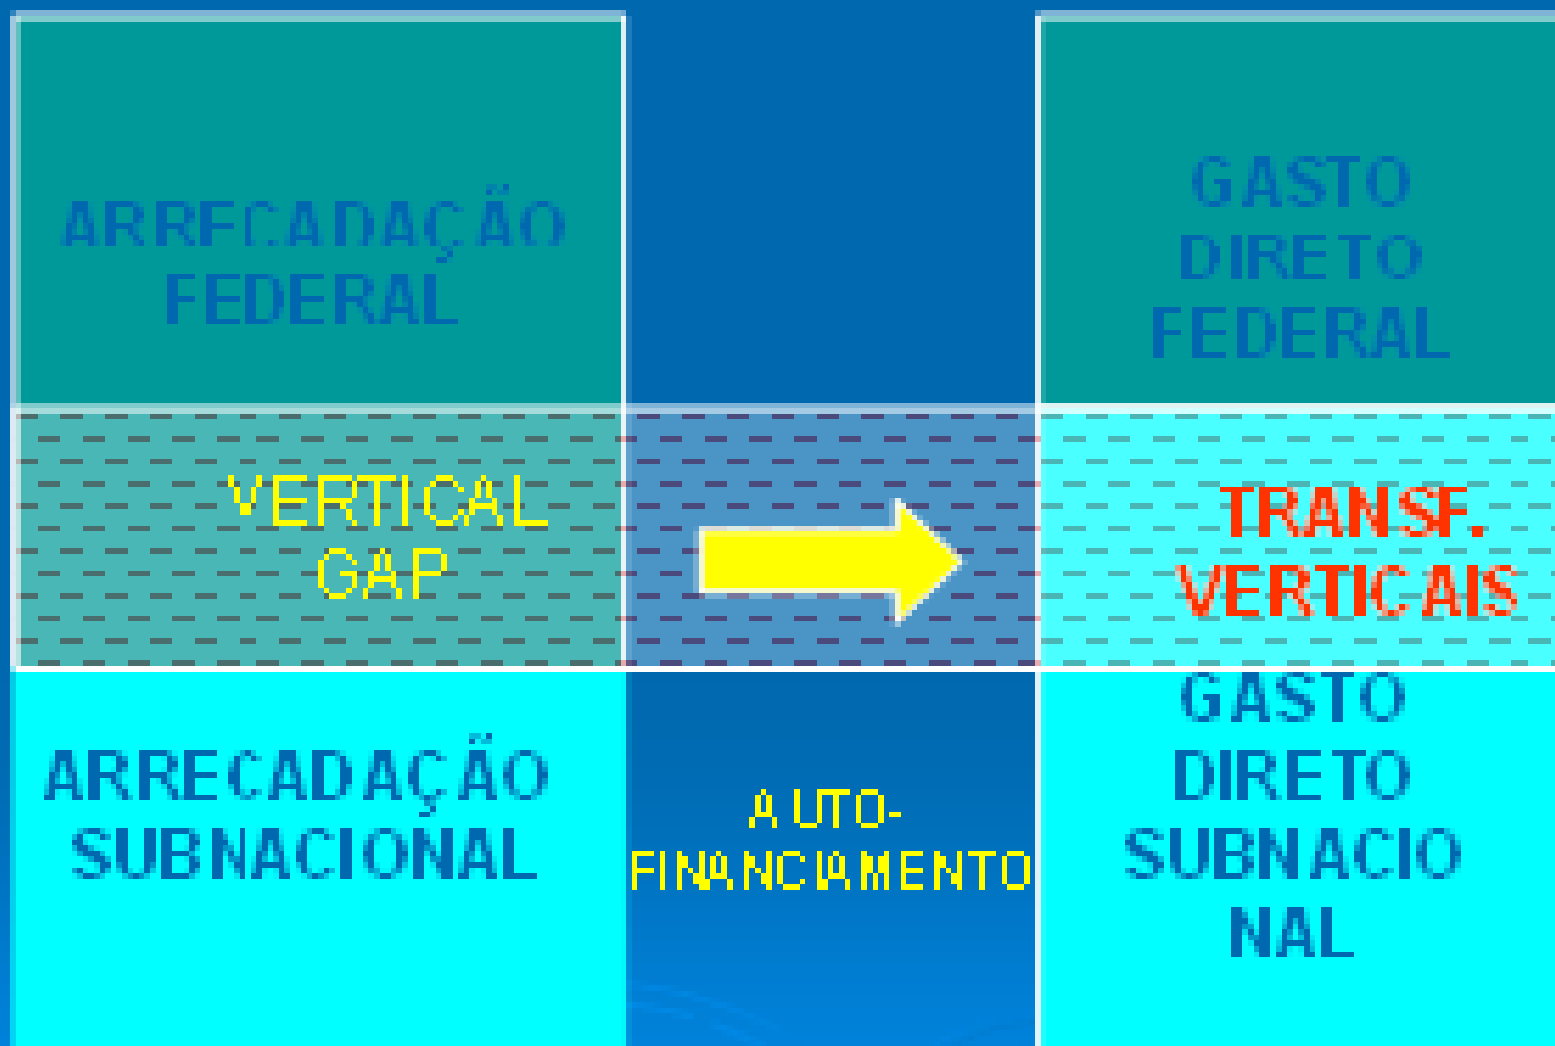 ARRECADAÇÃO
FEDERAL
GASTO
DIRETO
FEDERAL
VERTICAL
GAP
TRANSF.
VERTICAIS
ARRECADAÇÃO
SUBNACIONAL
AUTO-
FINANCIAMENTO
GASTO
DIRETO
SUBNACIO
NAL